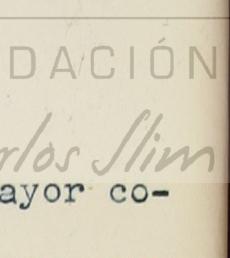 DACIÓN
rlos Slim
ayor co-